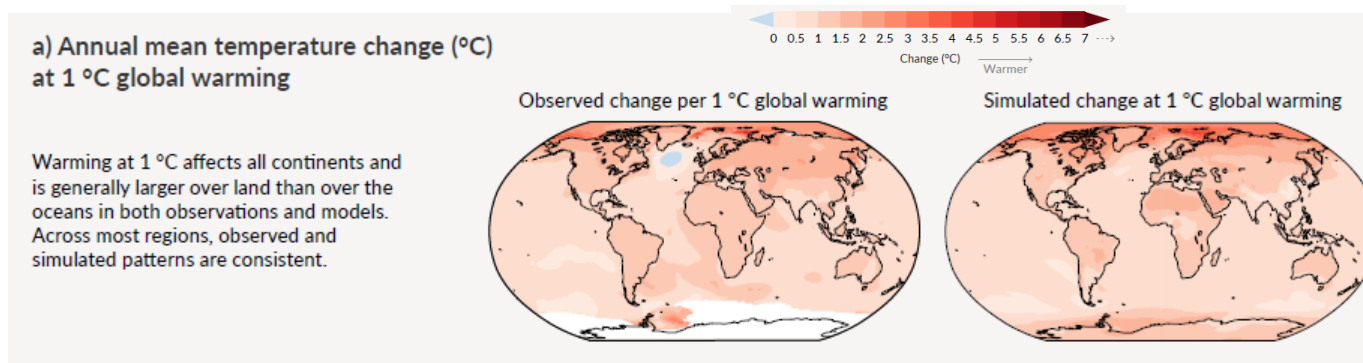 a) Annual mean temperature change (°C)
at 1 °C global warming
0 0.5 1 1.5 2 2.5 3 3.5 4 4.5 5 5.5 6 6.5 7
Change (°C)
Warmer
Observed change per 1 °C global warming
Simulated change at 1 °C global warming
Warming at 1 °C affects all continents and
is generally larger over land than over the
oceans in both observations and models.
Across most regions, observed and
simulated patterns are consistent.